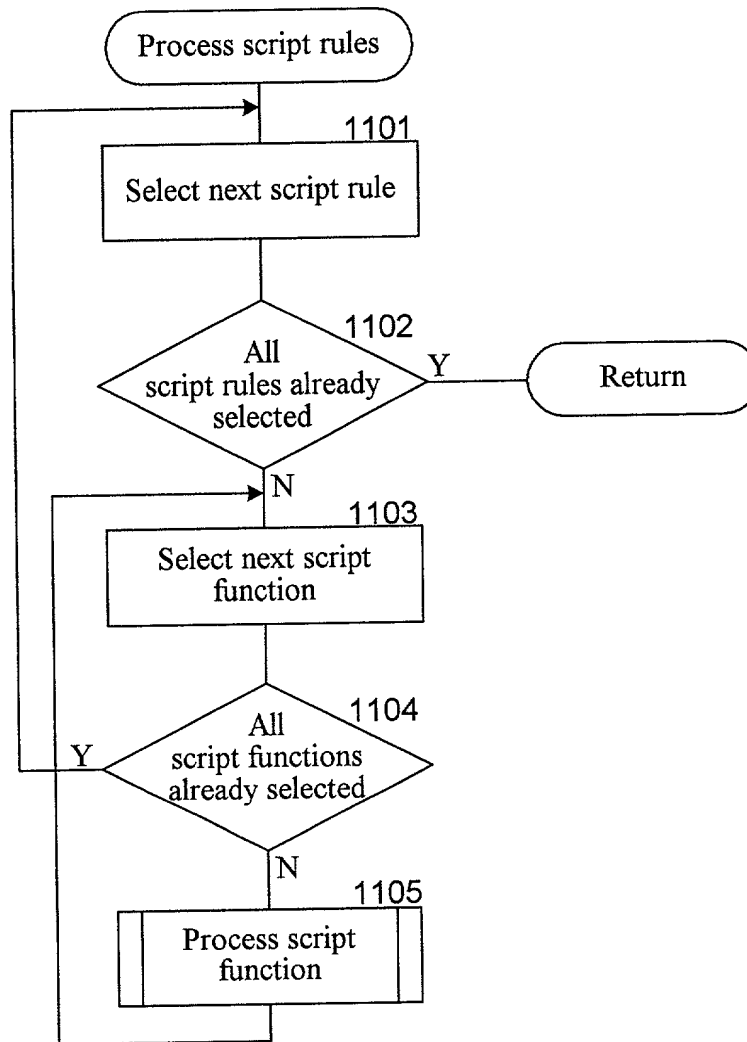 Process script rules
1101
Select next script rule
1102
All
script rules already
selected
Y
Return
N
1103
Select next script
function
1104
All
script functions
already selected
Y
N
1105
Process script
function